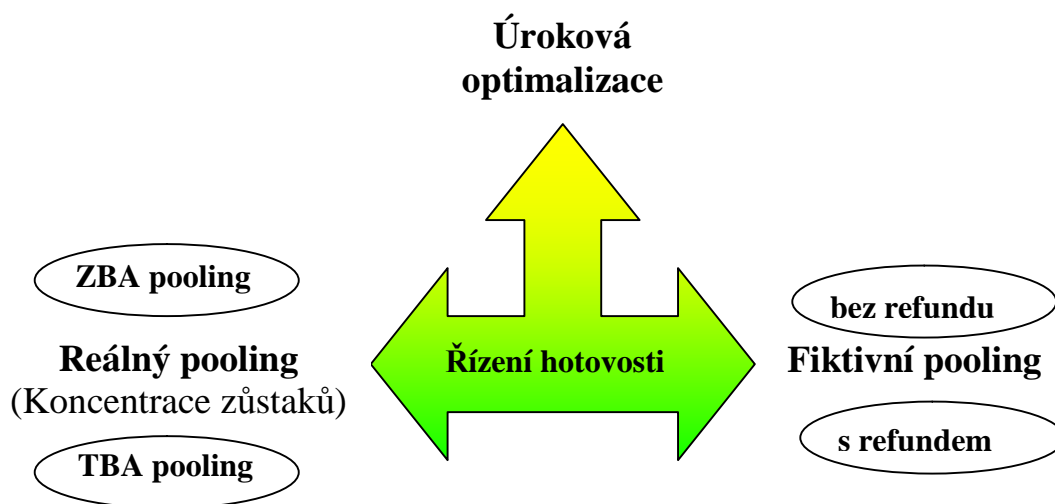 Úroková
optimalizace
ZBA pooling
Reálný pooling
(Koncentrace zůstaků)
TBA pooling
Řízení hotovosti
bez refundu
Fiktivní pooling
s refundem